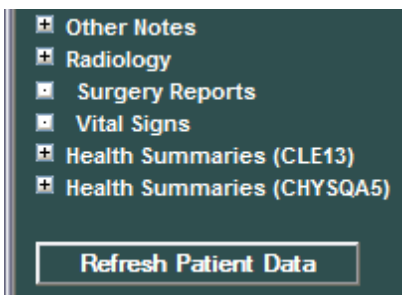 Other Notes
Radiology
Surgery Reports
Vital Signs
Health Summaries (CLE13)
Health Summaries (CHYSQA5)
Refresh Patient Data